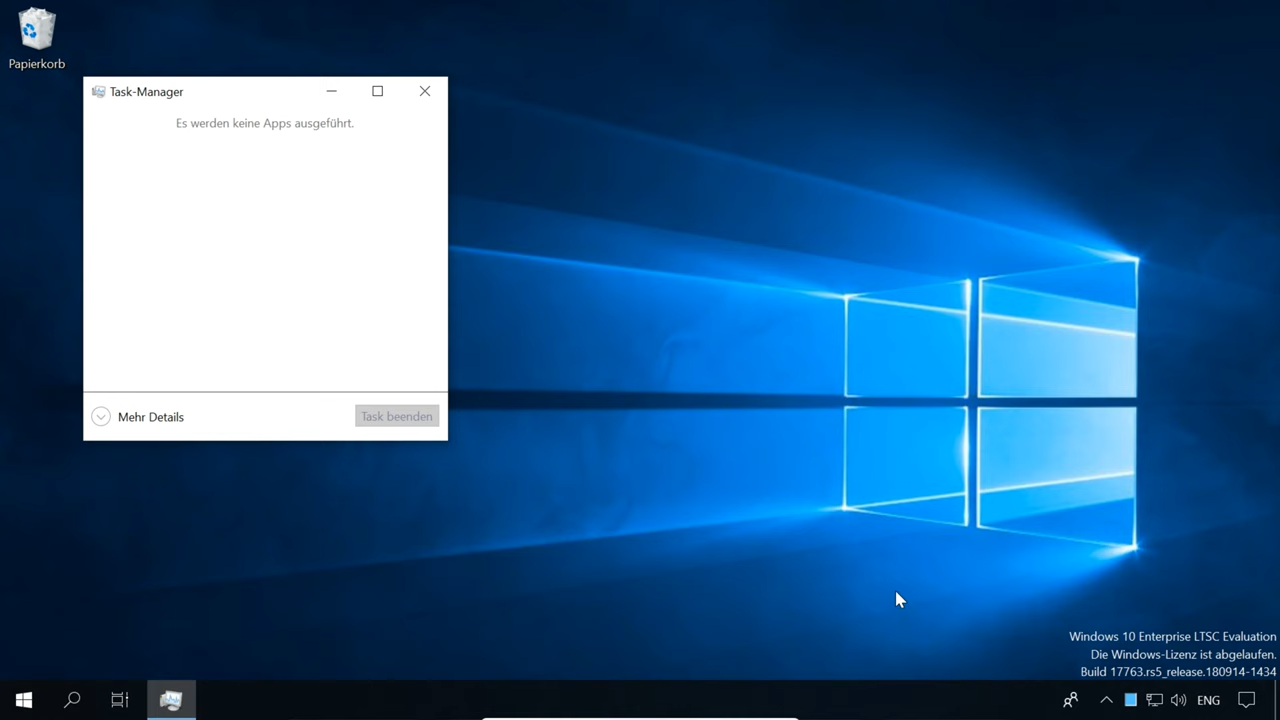 Papierkorb
Task-Manager
Es werden keine Apps ausgeführt.
Mehr Details
Task beenden
Windows 10 Enterprise LTSC Evaluation
Die Windows-Lizenz ist abgelaufen.
Build 17763.rs5_release.180914-1434
ENG